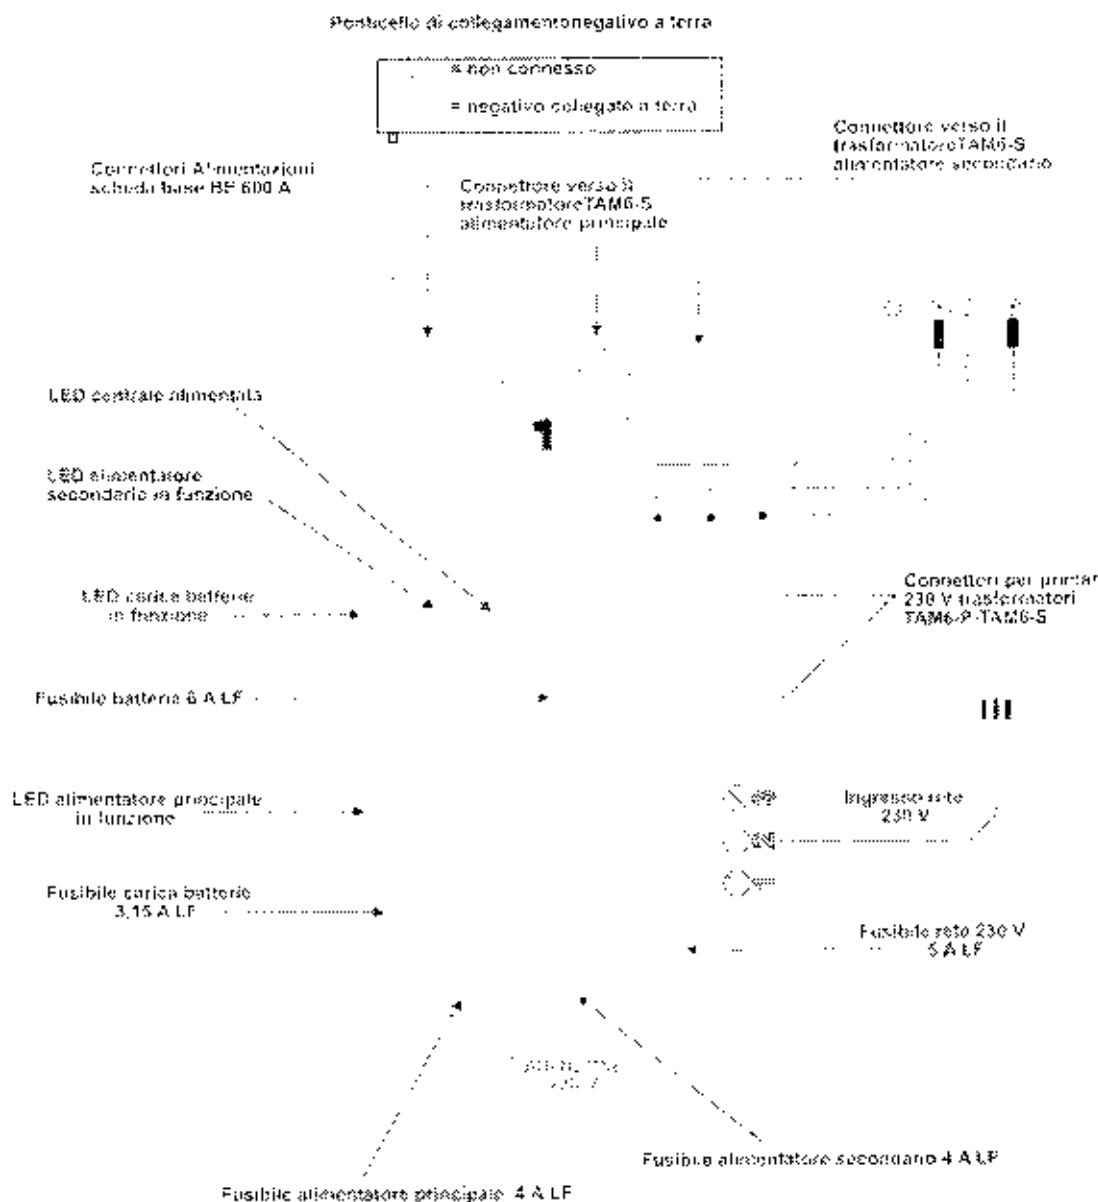 Ponticello di collegamentonegativo a terra
= non connesso
= negativo collegato a terra
Connettore verso il
trasformatoreTAM6-S
alimentatore secondario
Connettori Alimentazioni
scheda base BE 600 A
Connettore verso il
trasformatoreTAM6-S
alimentatore principale
LED centrale alimentata
LED alimentatore
secondario in funzione
LED carica batterie
in funzione
Connettori per primari
230 V trasformatori
TAM6-P-TAM6-S
Fusibile batterie 6 A LF
LED alimentatore principale
in funzione
Ingresso rete
230 V
Fusibile carica batterie
3,15 A LF
Fusibile rete 230 V
5 A LF
Fusibile alimentatore secondario 4 A LF
Fusibile alimentatore principale 4 A LF